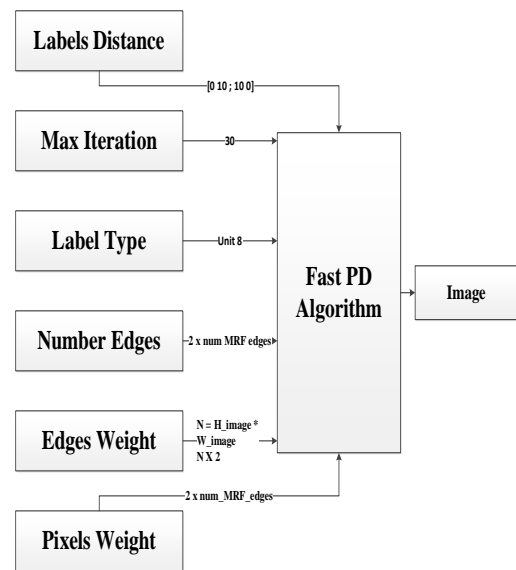 Labels Distance
[0 10 ; 10 0]
Max Iteration
30
Label Type
Unit 8
Fast PD
Algorithm
Image
Number Edges
2 x num MRF edges
Edges Weight
N = H_image *
W_image
N X 2
2 x num_MRF_edges
Pixels Weight